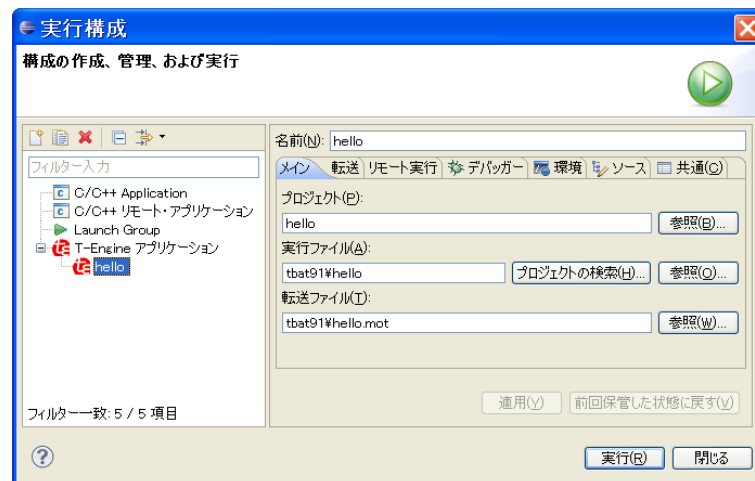 実行構成
構成の作成、管理、および実行
フィルター入力
C/C++ Application
C/C++ リモート・アプリケーション
Launch Group
T-Engine アプリケーション
hello
フィルター一致: 5 / 5 項目
名前(N): hello
メイン 転送 リモート実行 デバッガー 環境 ソース 共通(C)
プロジェクト(P):
hello 参照(B)...
実行ファイル(A):
tbat91¥hello プロジェクトの検索(H)... 参照(O)...
転送ファイル(T):
tbat91¥hello.mot 参照(W)...
適用(Y) 前回保管した状態に戻す(V)
実行(R) 閉じる